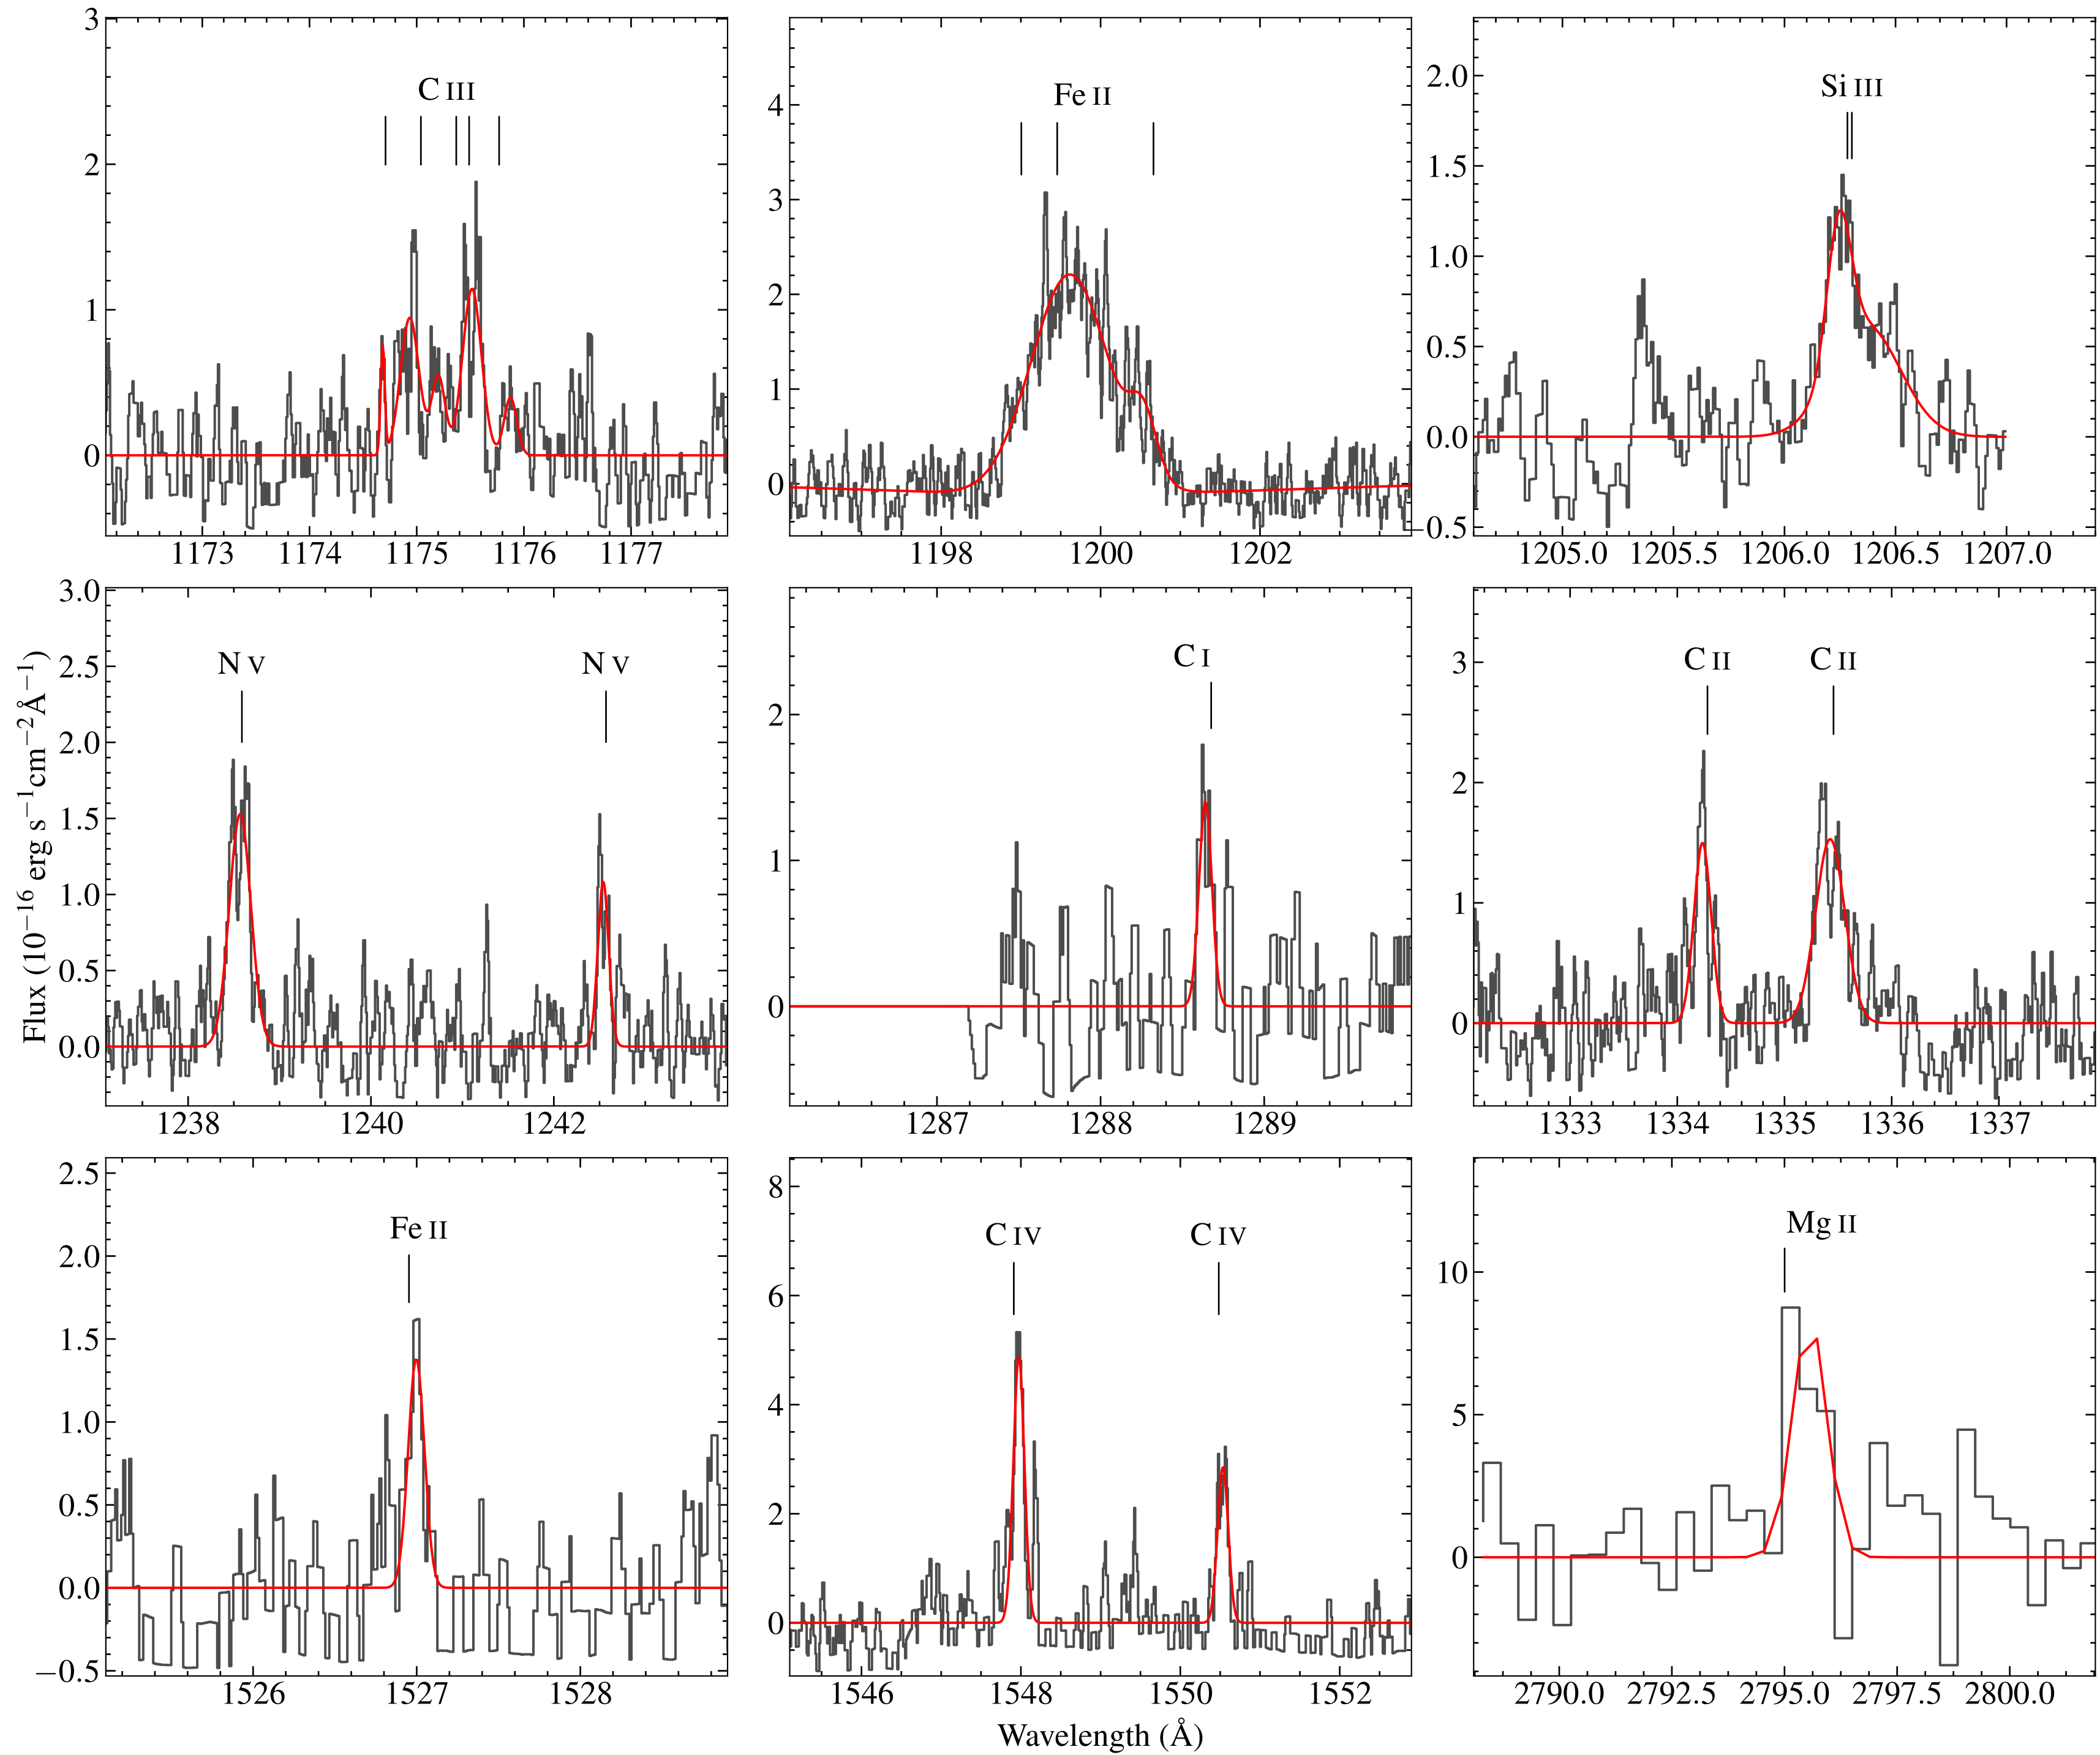 C III
Fe II
Si III
3
2
1
0
4
3
2
1
0
2.0
1.5
1.0
0.5
0.0
−0.5
1173 1174 1175 1176 1177
1198 1200 1202
1205.0 1205.5 1206.0 1206.5 1207.0
Flux (10⁻¹⁶ erg s⁻¹cm⁻²Å⁻¹)
N V N V
C I
C II C II
3.0
2.5
2.0
1.5
1.0
0.5
0.0
2
1
0
3
2
1
0
1238 1240 1242
1287 1288 1289
1333 1334 1335 1336 1337
Fe II
C IV C IV
Mg II
2.5
2.0
1.5
1.0
0.5
0.0
−0.5
8
6
4
2
0
10
5
0
1526 1527 1528
1546 1548 1550 1552
2790.0 2792.5 2795.0 2797.5 2800.0
Wavelength (Å)